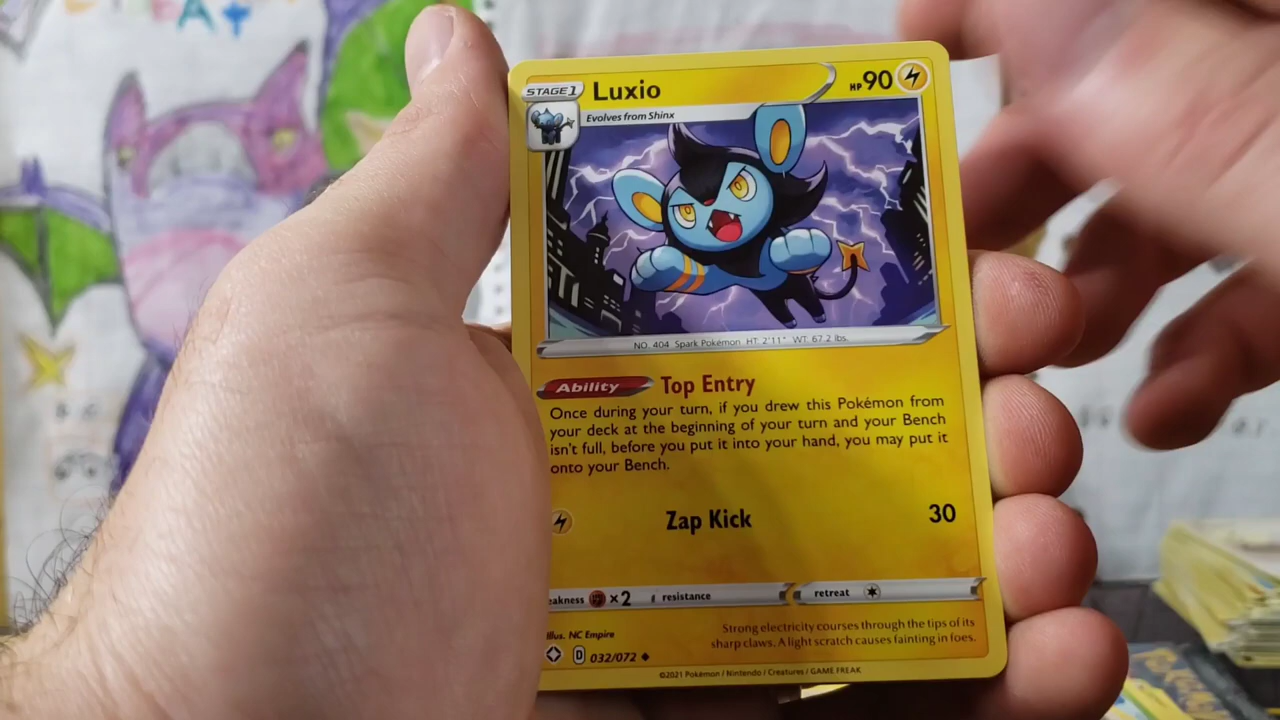 STAGE 1 Luxio HP 90
Evolves from Shinx
NO. 404 Spark Pokémon HT: 2'11" WT: 67.2 lbs.
Ability Top Entry
Once during your turn, if you drew this Pokémon from
your deck at the beginning of your turn and your Bench
isn't full, before you put it into your hand, you may put it
onto your Bench.
Zap Kick 30
eakness ×2 resistance retreat
Illus. NC Empire
Strong electricity courses through the tips of its
sharp claws. A light scratch causes fainting in foes.
D 032/072
©2021 Pokémon / Nintendo / Creatures / GAME FREAK